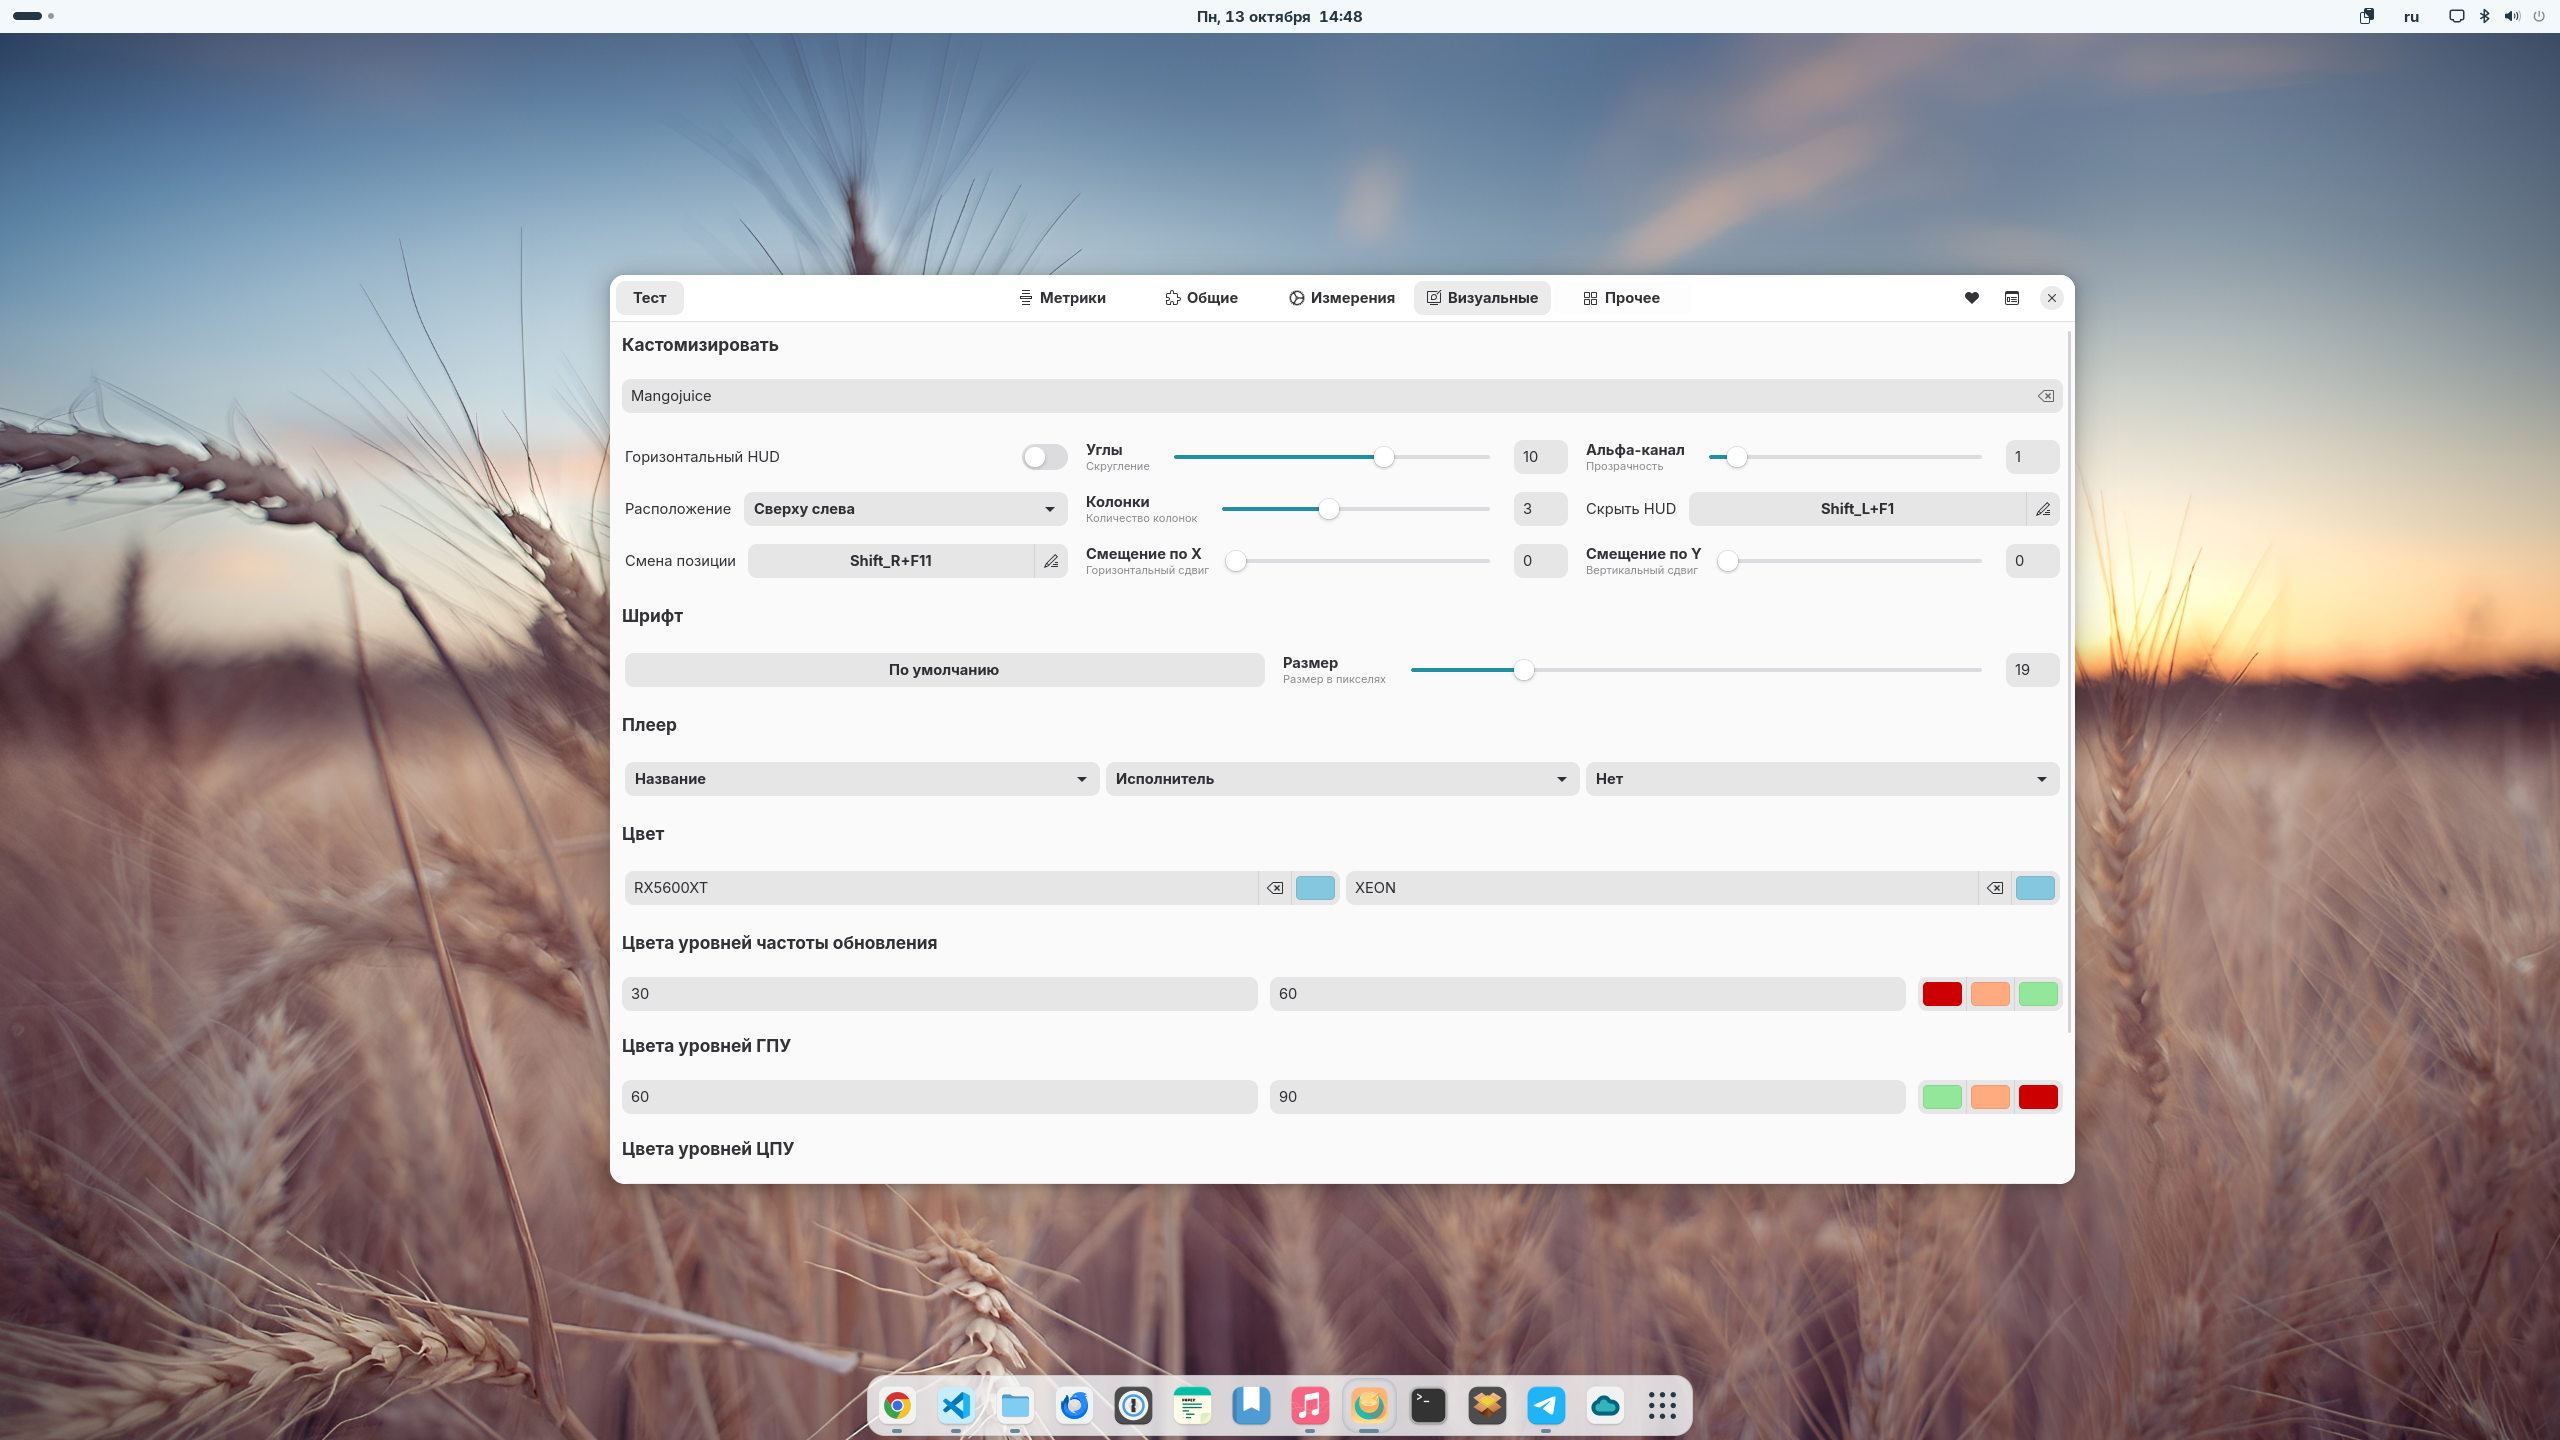 Пн, 13 октября 14:48
ru
Тест
Метрики
Общие
Измерения
Визуальные
Прочее
Кастомизировать
Mangojuice
Горизонтальный HUD
Углы
Скругление
10
Альфа-канал
Прозрачность
1
Расположение
Сверху слева
Колонки
Количество колонок
3
Скрыть HUD
Shift_L+F1
Смена позиции
Shift_R+F11
Смещение по X
Горизонтальный сдвиг
0
Смещение по Y
Вертикальный сдвиг
0
Шрифт
По умолчанию
Размер
Размер в пикселях
19
Плеер
Название
Исполнитель
Нет
Цвет
RX5600XT
XEON
Цвета уровней частоты обновления
30
60
Цвета уровней ГПУ
60
90
Цвета уровней ЦПУ